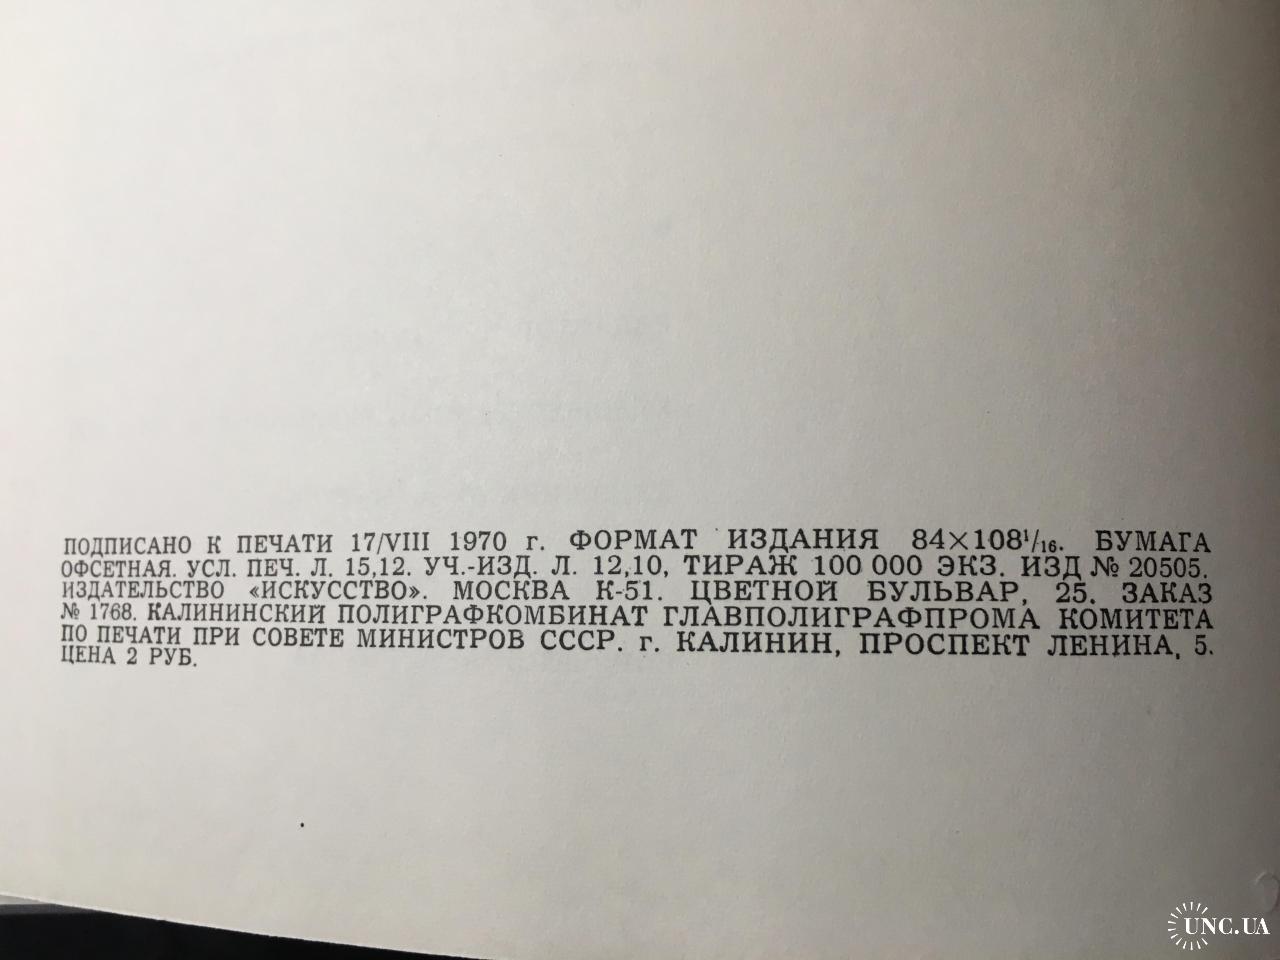 ПОДПИСАНО К ПЕЧАТИ 17/VIII 1970 г. ФОРМАТ ИЗДАНИЯ 84×108¹/₁₆. БУМАГА
ОФСЕТНАЯ. УСЛ. ПЕЧ. Л. 15,12. УЧ.-ИЗД. Л. 12,10, ТИРАЖ 100 000 ЭКЗ. ИЗД № 20505.
ИЗДАТЕЛЬСТВО «ИСКУССТВО». МОСКВА К-51. ЦВЕТНОЙ БУЛЬВАР, 25. ЗАКАЗ
№ 1768. КАЛИНИНСКИЙ ПОЛИГРАФКОМБИНАТ ГЛАВПОЛИГРАФПРОМА КОМИТЕТА
ПО ПЕЧАТИ ПРИ СОВЕТЕ МИНИСТРОВ СССР. г. КАЛИНИН, ПРОСПЕКТ ЛЕНИНА, 5.
ЦЕНА 2 РУБ.
UNC.UA